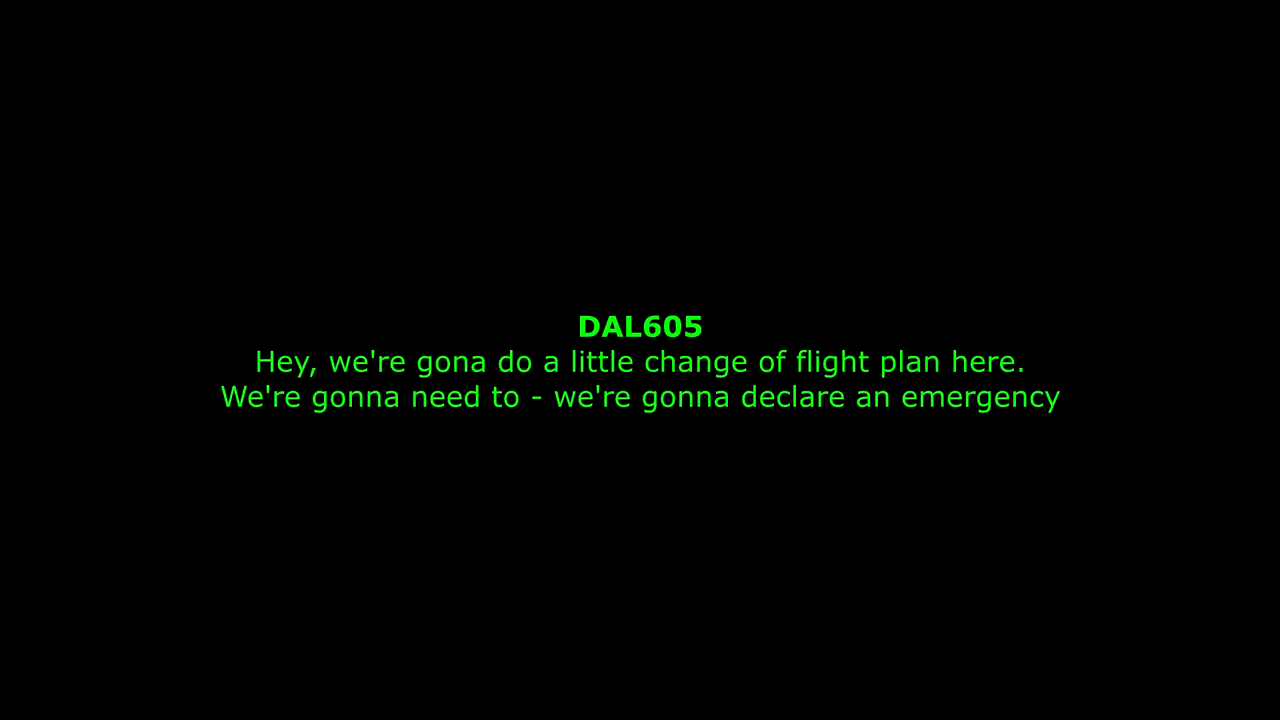 DAL605
Hey, we're gona do a little change of flight plan here.
We're gonna need to - we're gonna declare an emergency